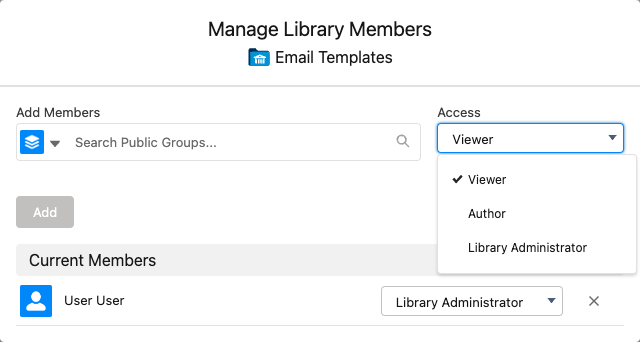 Manage Library Members
Email Templates
Add Members
Access
Search Public Groups...
Viewer
Viewer
Author
Library Administrator
Add
Current Members
User User
Library Administrator